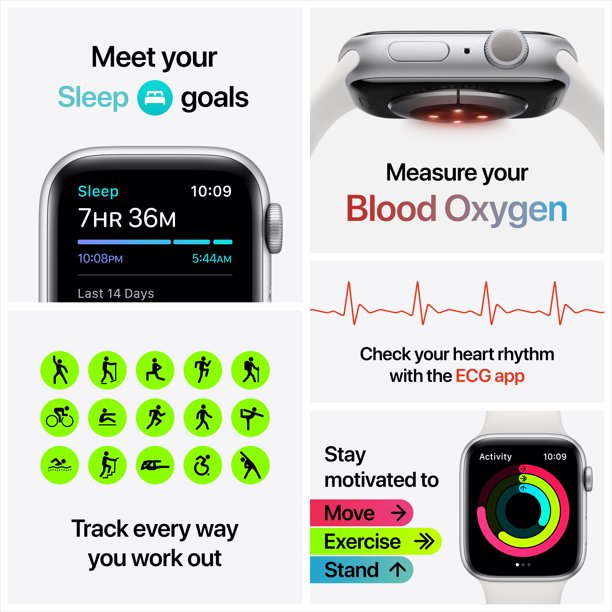 Meet your
Sleep goals
Sleep 10:09
7HR 36M
10:08PM 5:44AM
Last 14 Days
Measure your
Blood Oxygen
Check your heart rhythm
with the ECG app
Track every way
you work out
Stay
motivated to
Move
Exercise
Stand
Activity 10:09